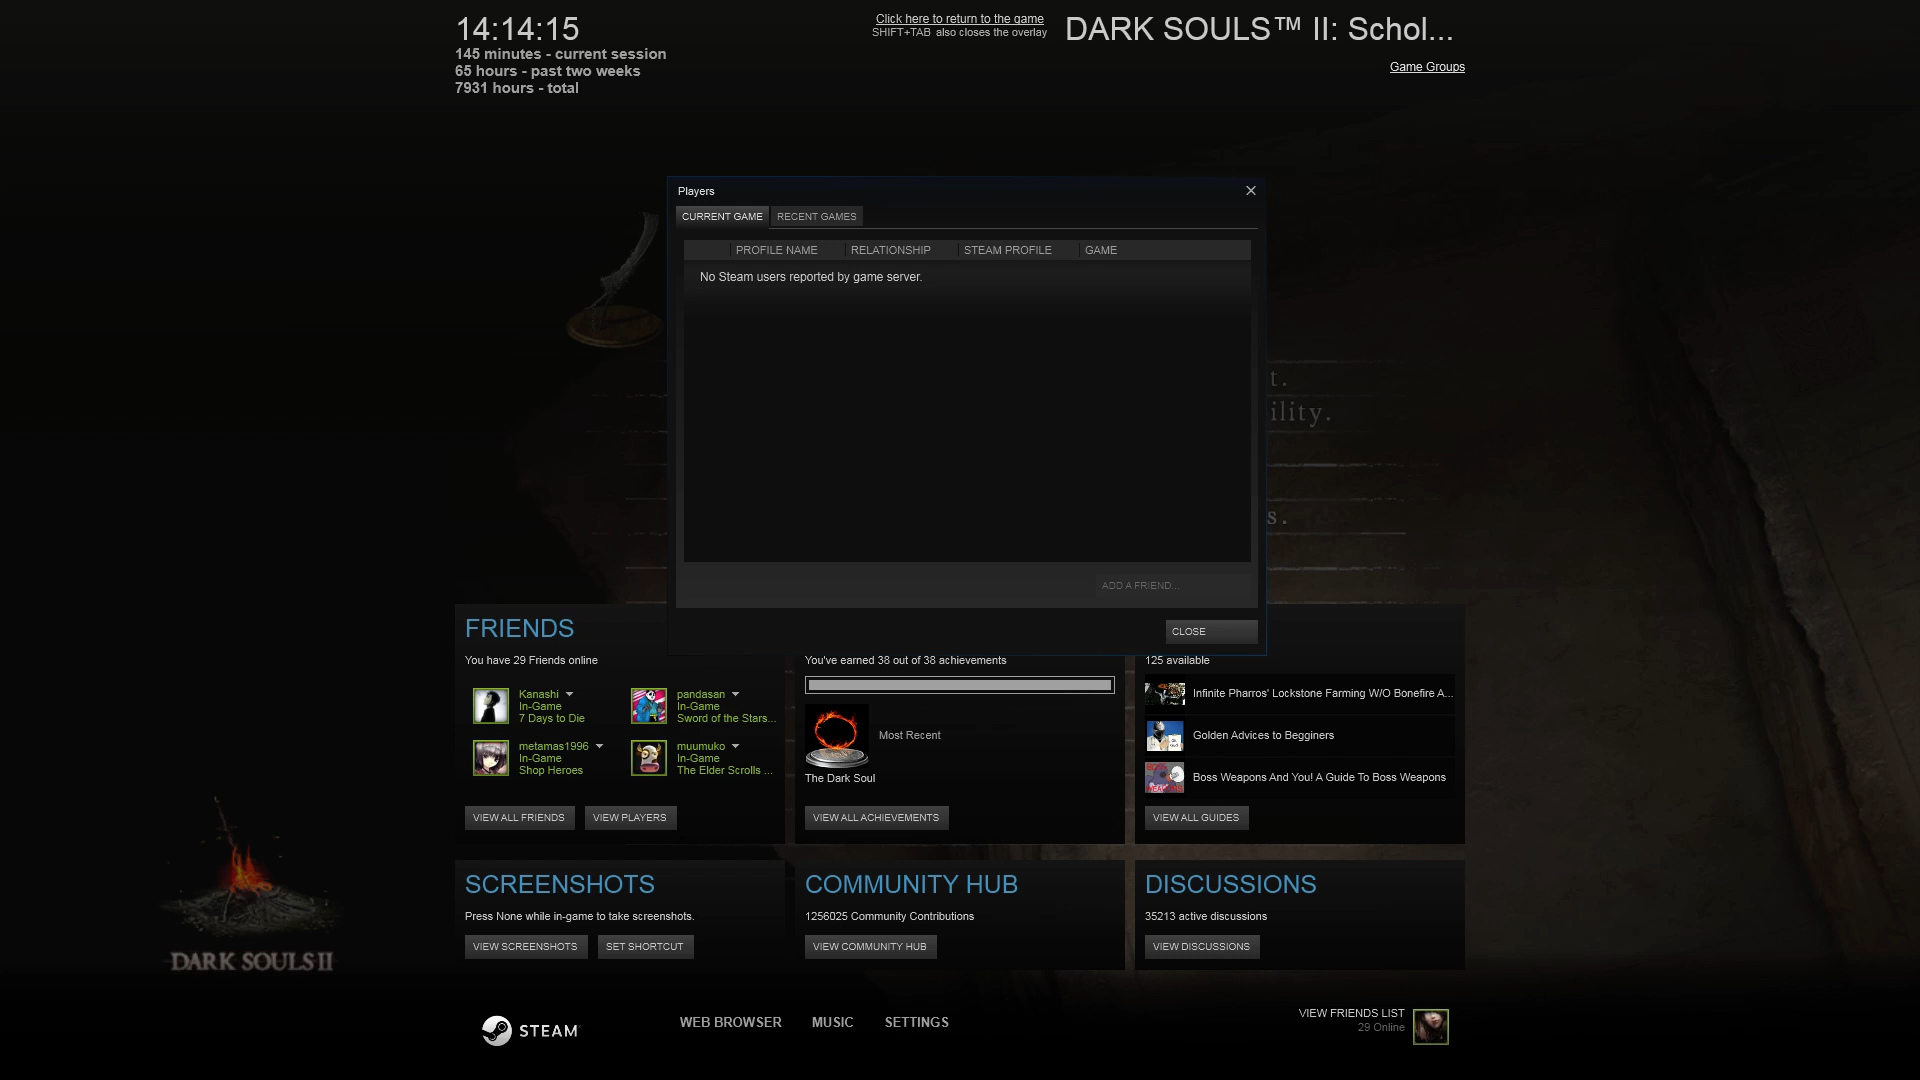 14:14:15
145 minutes - current session
65 hours - past two weeks
7931 hours - total
Click here to return to the game
SHIFT+TAB also closes the overlay
DARK SOULS™ II: Schol...
Game Groups
Players
CURRENT GAME
RECENT GAMES
PROFILE NAME
RELATIONSHIP
STEAM PROFILE
GAME
No Steam users reported by game server.
t.
ility.
s.
ADD A FRIEND...
CLOSE
FRIENDS
You have 29 Friends online
Kanashi
In-Game
7 Days to Die
pandasan
In-Game
Sword of the Stars...
metamas1996
In-Game
Shop Heroes
muumuko
In-Game
The Elder Scrolls ...
VIEW ALL FRIENDS
VIEW PLAYERS
You've earned 38 out of 38 achievements
Most Recent
The Dark Soul
VIEW ALL ACHIEVEMENTS
125 available
Infinite Pharros' Lockstone Farming W/O Bonefire A...
Golden Advices to Begginers
Boss Weapons And You! A Guide To Boss Weapons
VIEW ALL GUIDES
SCREENSHOTS
Press None while in-game to take screenshots.
VIEW SCREENSHOTS
SET SHORTCUT
COMMUNITY HUB
1256025 Community Contributions
VIEW COMMUNITY HUB
DISCUSSIONS
35213 active discussions
VIEW DISCUSSIONS
DARK SOULS II
STEAM
WEB BROWSER
MUSIC
SETTINGS
VIEW FRIENDS LIST
29 Online